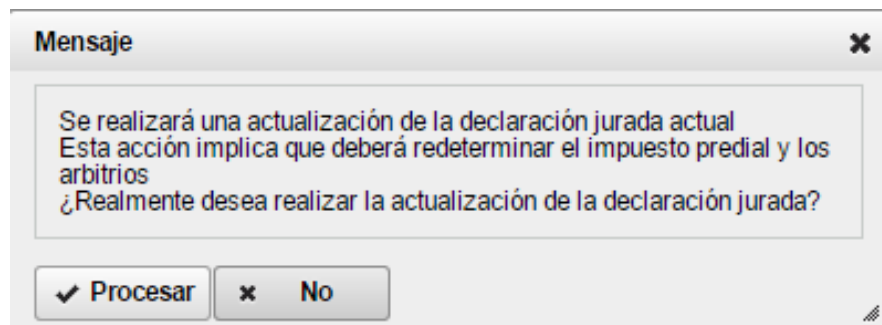 Mensaje
Se realizará una actualización de la declaración jurada actual
Esta acción implica que deberá redeterminar el impuesto predial y los
arbitrios
¿Realmente desea realizar la actualización de la declaración jurada?
Procesar No